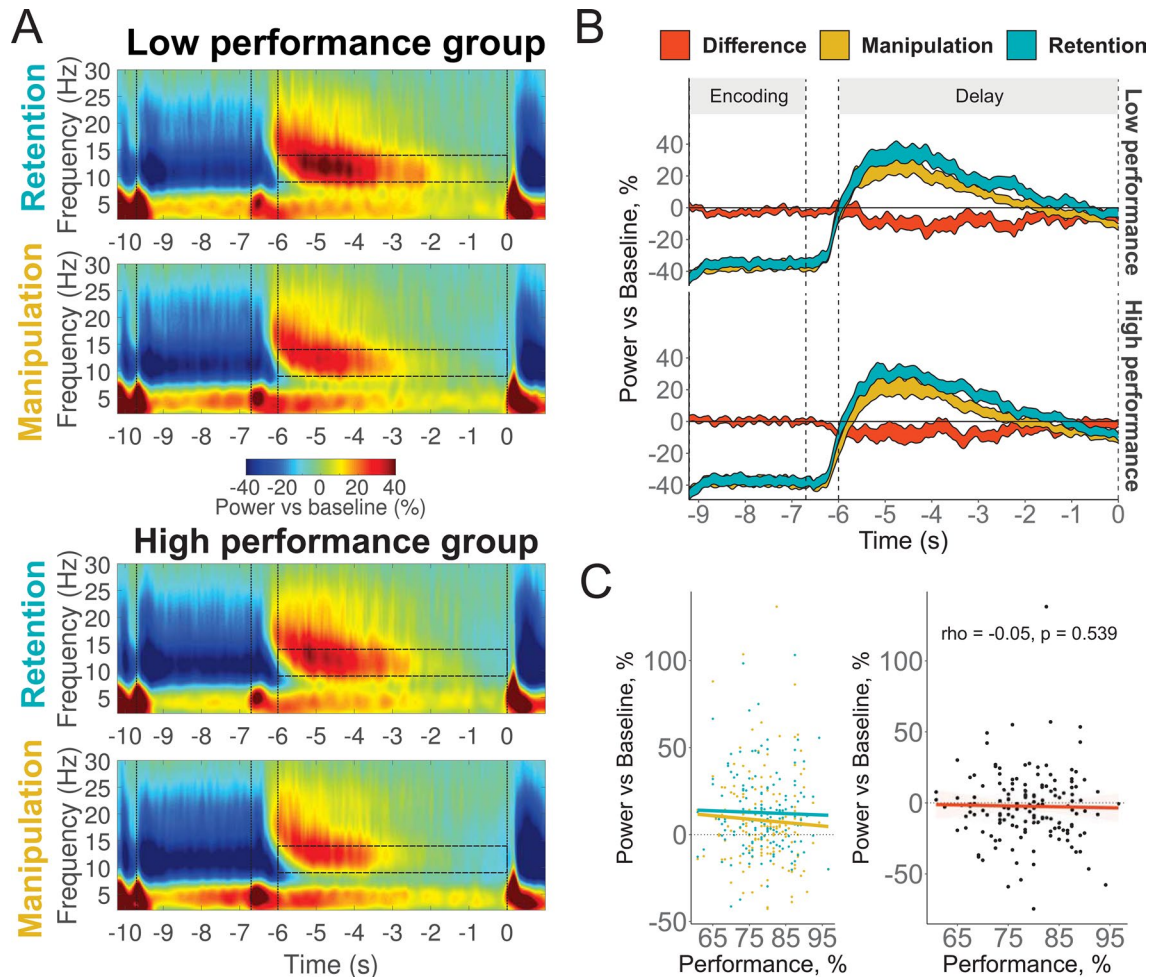 A
Low performance group
Retention
Frequency (Hz)
30
25
20
15
10
5
-10 -9 -8 -7 -6 -5 -4 -3 -2 -1 0
Manipulation
Frequency (Hz)
30
25
20
15
10
5
-10 -9 -8 -7 -6 -5 -4 -3 -2 -1 0
-40 -20 0 20 40
Power vs baseline (%)
High performance group
Retention
Frequency (Hz)
30
25
20
15
10
5
-10 -9 -8 -7 -6 -5 -4 -3 -2 -1 0
Manipulation
Frequency (Hz)
30
25
20
15
10
5
-10 -9 -8 -7 -6 -5 -4 -3 -2 -1 0
Time (s)
B
Difference Manipulation Retention
Encoding Delay
Low performance
40
20
0
-20
-40
Power vs Baseline, %
High performance
40
20
0
-20
-40
-9 -8 -7 -6 -5 -4 -3 -2 -1 0
Time (s)
C
Power vs Baseline, %
100
50
0
-50
65 75 85 95
Performance, %
rho = -0.05, p = 0.539
Power vs Baseline, %
100
50
0
-50
65 75 85 95
Performance, %